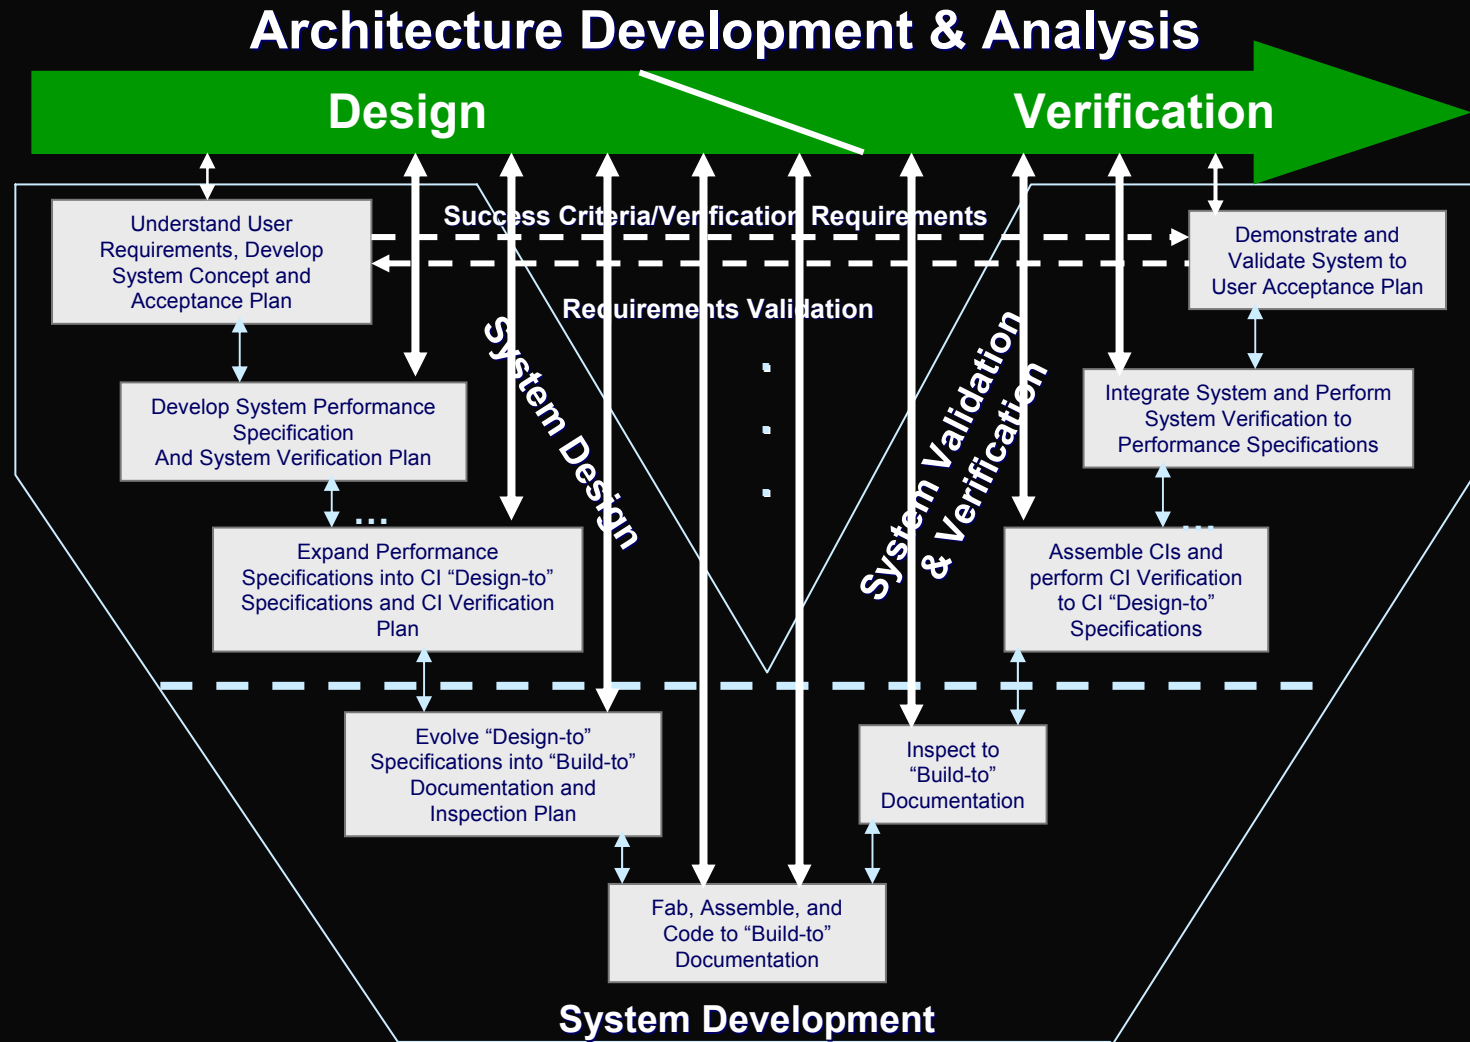 Architecture Development & Analysis
Design
Verification
Success Criteria/Verification Requirements
Requirements Validation
Understand User
Requirements, Develop
System Concept and
Acceptance Plan
Demonstrate and
Validate System to
User Acceptance Plan
System Design
System Validation
& Verification
Develop System Performance
Specification
And System Verification Plan
Integrate System and Perform
System Verification to
Performance Specifications
...
...
Expand Performance
Specifications into CI “Design-to”
Specifications and CI Verification
Plan
Assemble CIs and
perform CI Verification
to CI “Design-to”
Specifications
Evolve “Design-to”
Specifications into “Build-to”
Documentation and
Inspection Plan
Inspect to
“Build-to”
Documentation
Fab, Assemble, and
Code to “Build-to”
Documentation
System Development